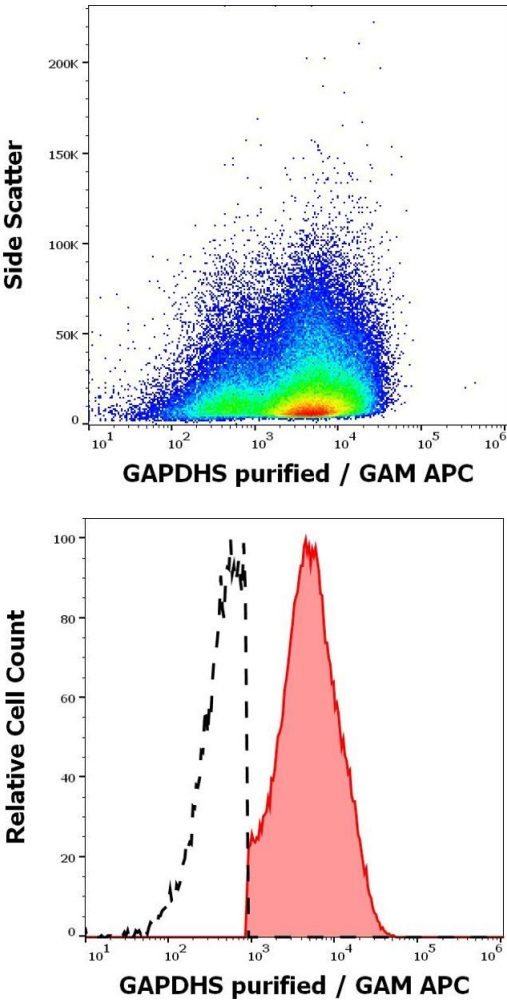 Side Scatter
200K
150K
100K
50K
0
10¹ 10² 10³ 10⁴ 10⁵ 10⁶
GAPDHS purified / GAM APC
Relative Cell Count
100
80
60
40
20
0
10¹ 10² 10³ 10⁴ 10⁵ 10⁶
GAPDHS purified / GAM APC